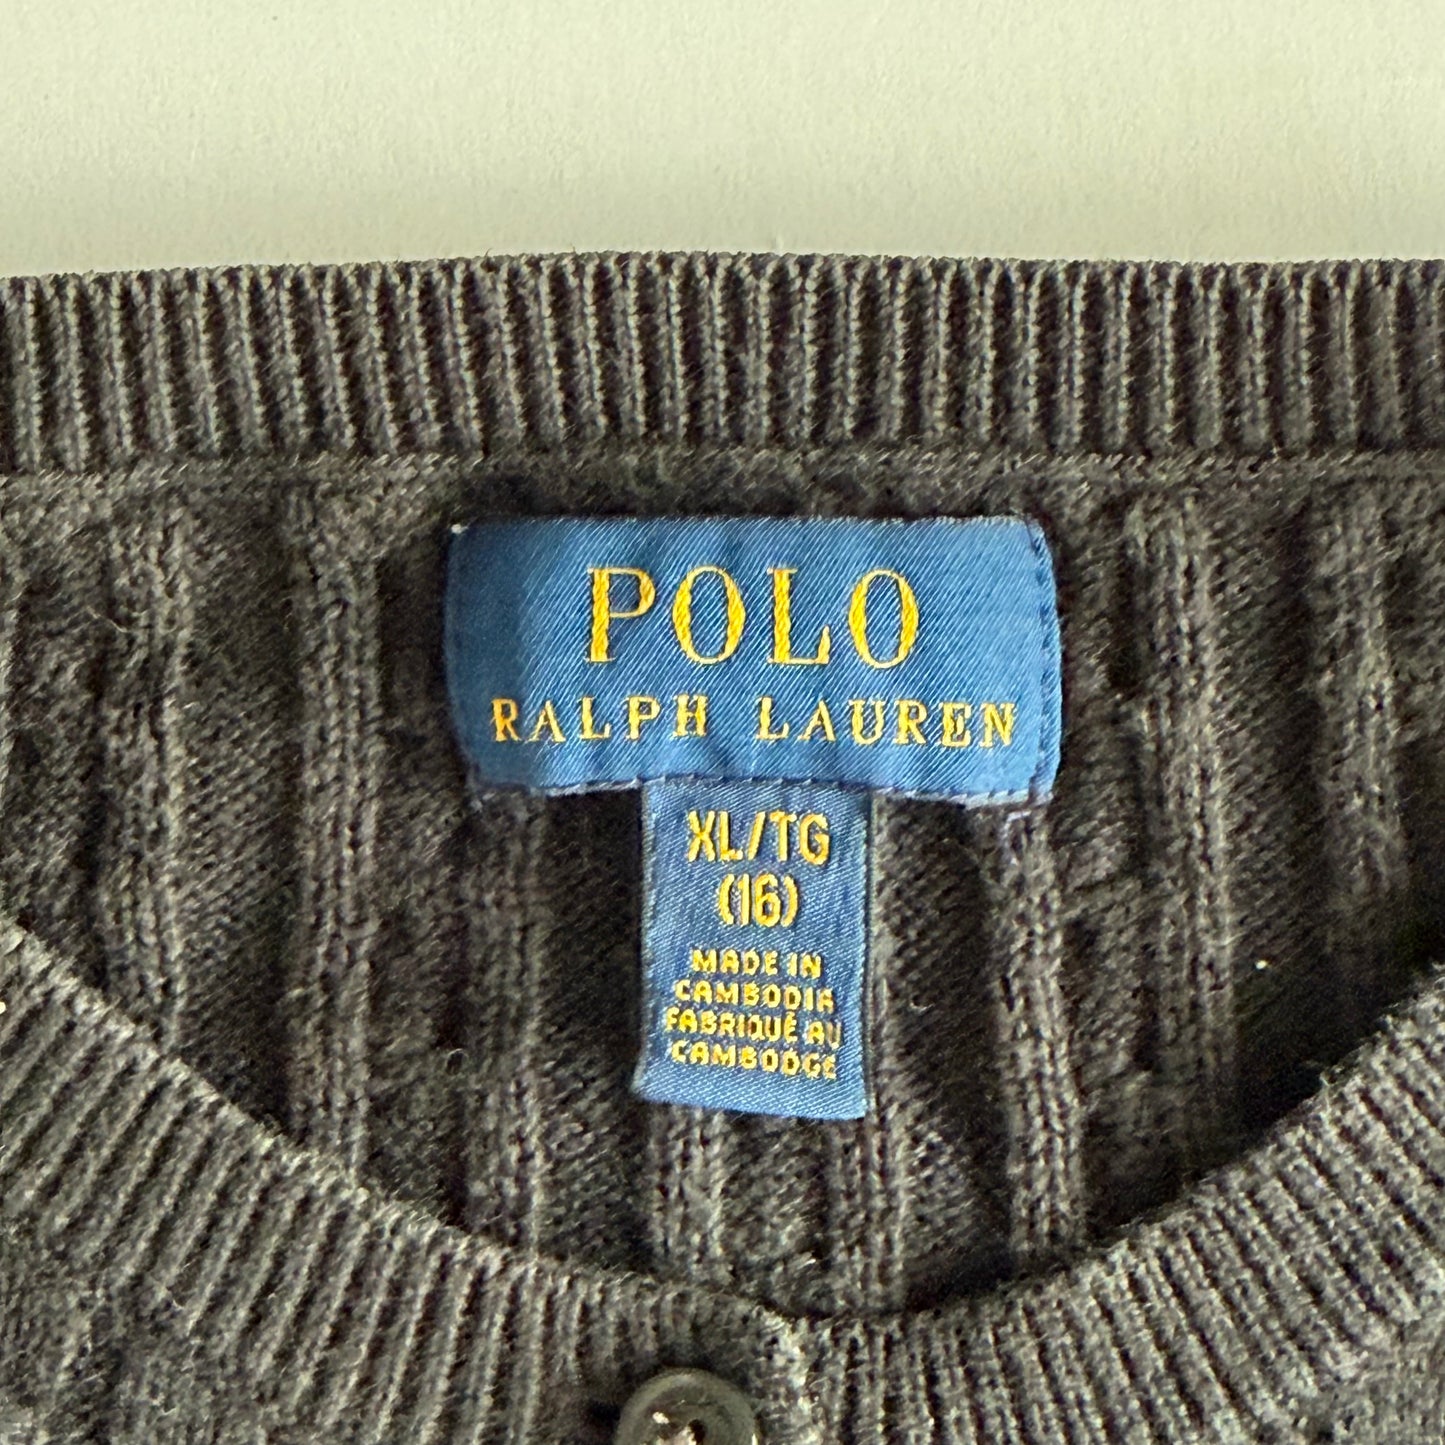 POLO
RALPH LAUREN
XL/TG
(16)
MADE IN
CAMBODIA
FABRIQUÉ AU
CAMBODGE